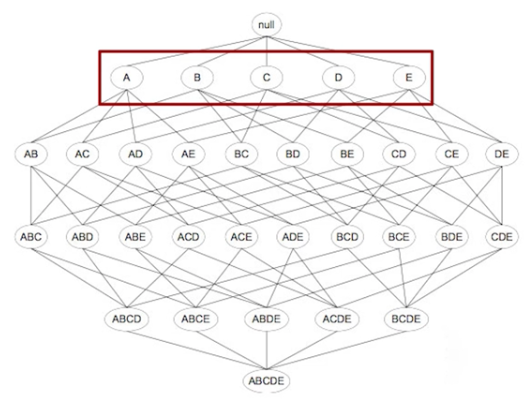 null
A B C D E
AB AC AD AE BC BD BE CD CE DE
ABC ABD ABE ACD ACE ADE BCD BCE BDE CDE
ABCD ABCE ABDE ACDE BCDE
ABCDE